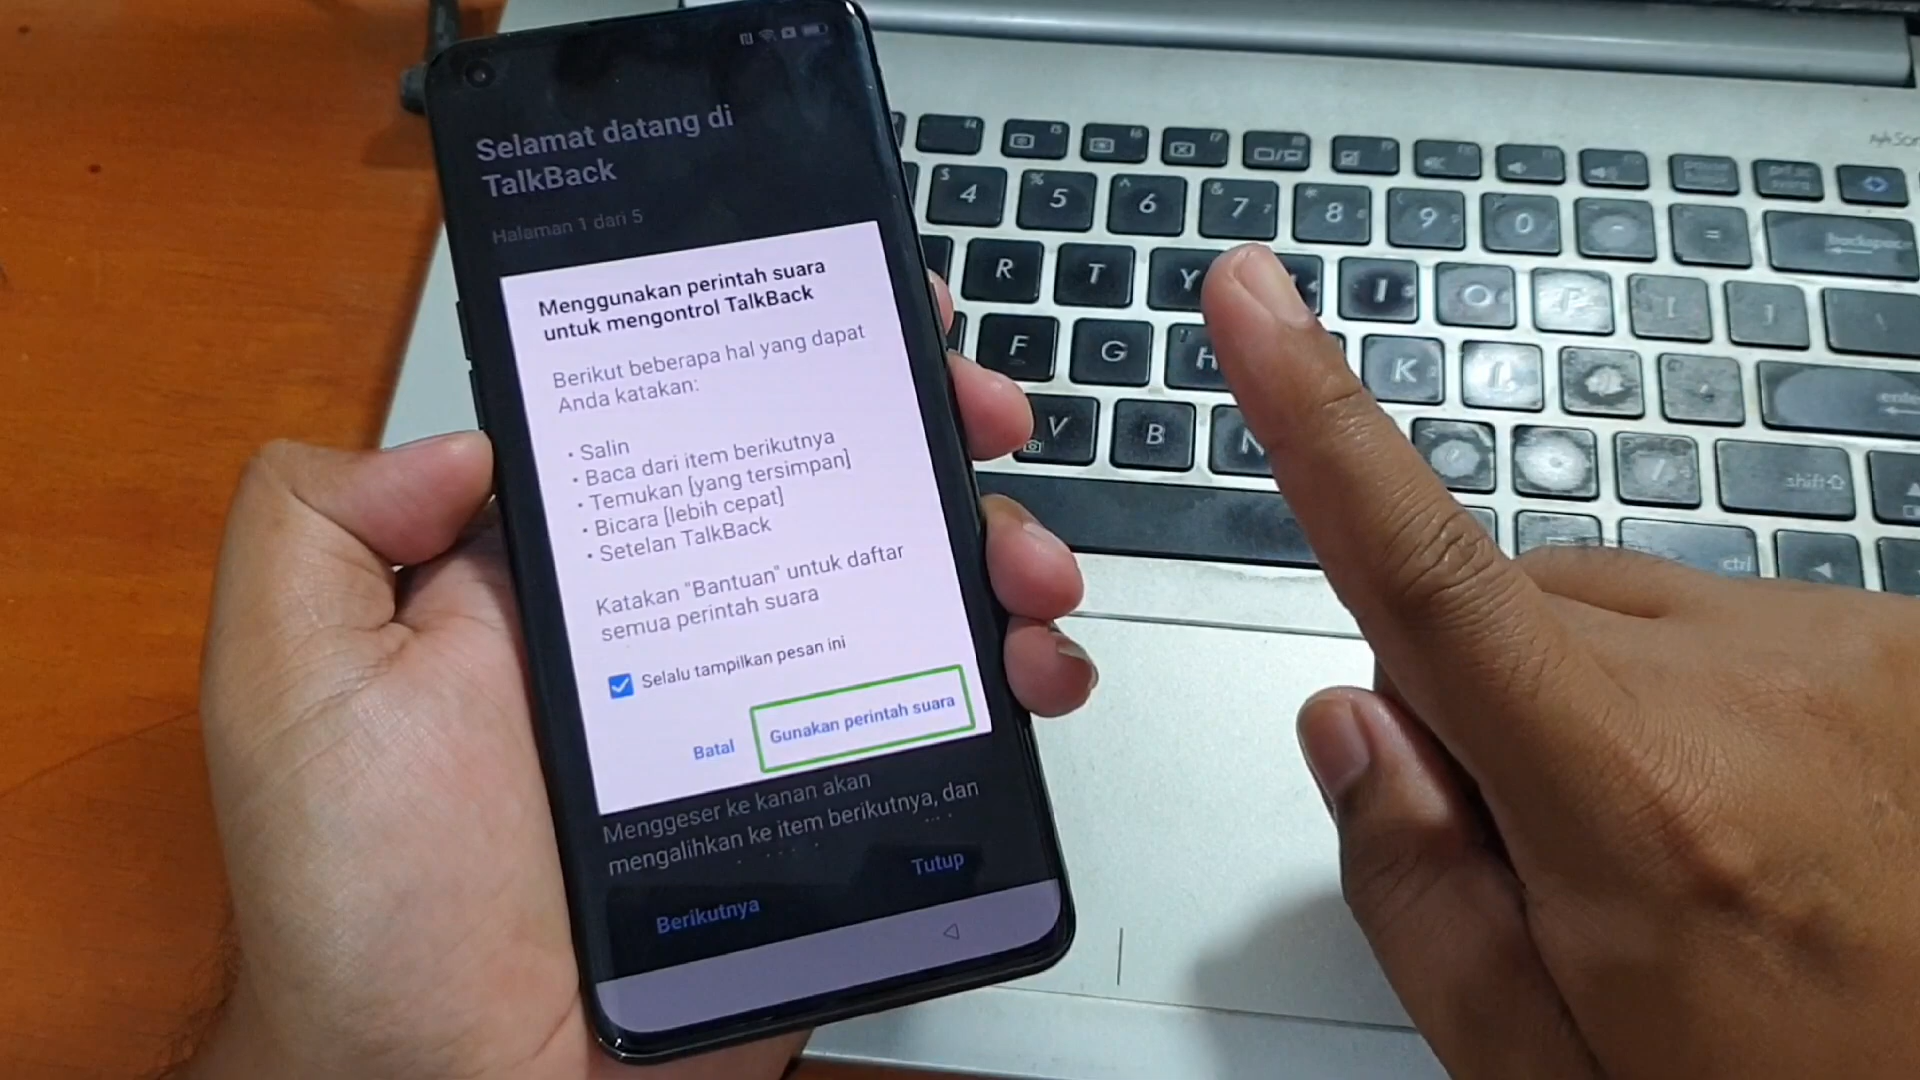 Selamat datang di
TalkBack
Halaman 1 dari 5
Menggunakan perintah suara
untuk mengontrol TalkBack
Berikut beberapa hal yang dapat
Anda katakan:
• Salin
• Baca dari item berikutnya
• Temukan [yang tersimpan]
• Bicara [lebih cepat]
• Setelan TalkBack
Katakan "Bantuan" untuk daftar
semua perintah suara
Selalu tampilkan pesan ini
Batal
Gunakan perintah suara
Menggeser ke kanan akan
mengalihkan ke item berikutnya, dan
Tutup
Berikutnya
$ 4
% 5
^ 6
& 7
* 8
( 9
) 0
=
backspace
R T Y I O
F G H K L
enter
V B N
shift
ctrl